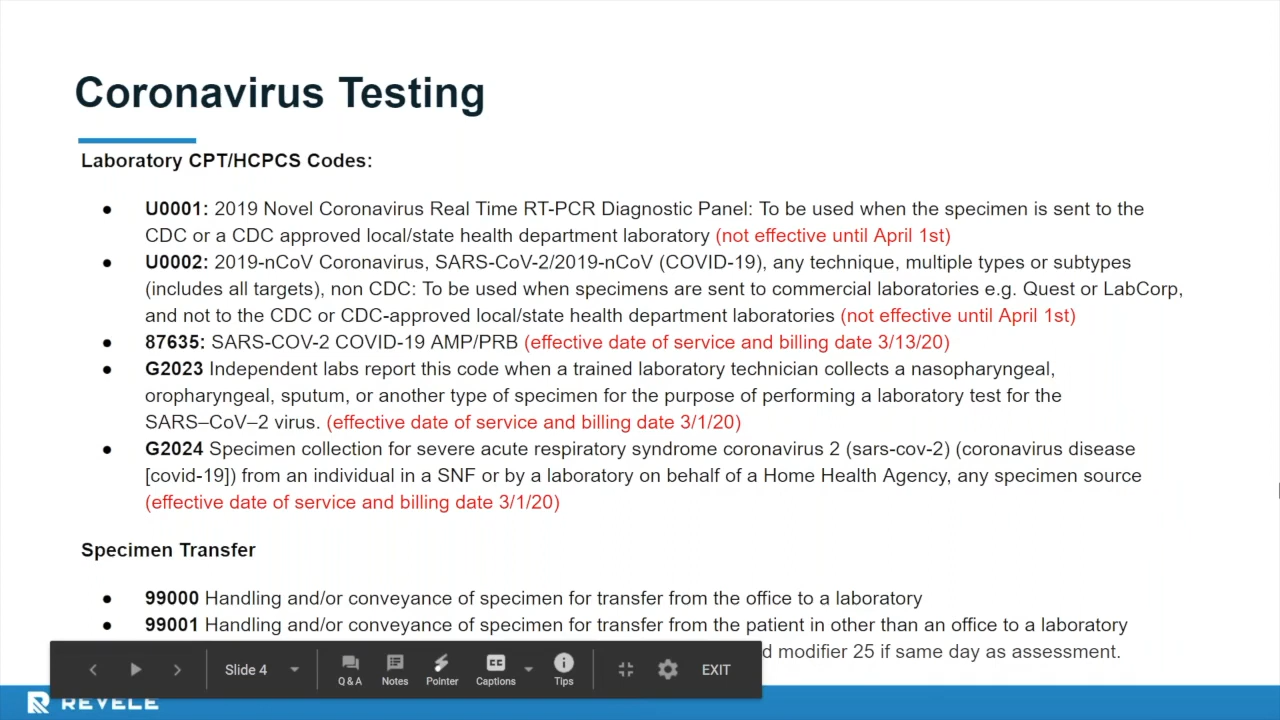 Coronavirus Testing
Laboratory CPT/HCPCS Codes:
● U0001: 2019 Novel Coronavirus Real Time RT-PCR Diagnostic Panel: To be used when the specimen is sent to the
CDC or a CDC approved local/state health department laboratory (not effective until April 1st)
● U0002: 2019-nCoV Coronavirus, SARS-CoV-2/2019-nCoV (COVID-19), any technique, multiple types or subtypes
(includes all targets), non CDC: To be used when specimens are sent to commercial laboratories e.g. Quest or LabCorp,
and not to the CDC or CDC-approved local/state health department laboratories (not effective until April 1st)
● 87635: SARS-COV-2 COVID-19 AMP/PRB (effective date of service and billing date 3/13/20)
● G2023 Independent labs report this code when a trained laboratory technician collects a nasopharyngeal,
oropharyngeal, sputum, or another type of specimen for the purpose of performing a laboratory test for the
SARS–CoV–2 virus. (effective date of service and billing date 3/1/20)
● G2024 Specimen collection for severe acute respiratory syndrome coronavirus 2 (sars-cov-2) (coronavirus disease
[covid-19]) from an individual in a SNF or by a laboratory on behalf of a Home Health Agency, any specimen source
(effective date of service and billing date 3/1/20)
Specimen Transfer
● 99000 Handling and/or conveyance of specimen for transfer from the office to a laboratory
● 99001 Handling and/or conveyance of specimen for transfer from the patient in other than an office to a laboratory
modifier 25 if same day as assessment.
Slide 4
Q & A
Notes
Pointer
Captions
Tips
EXIT
REVELE